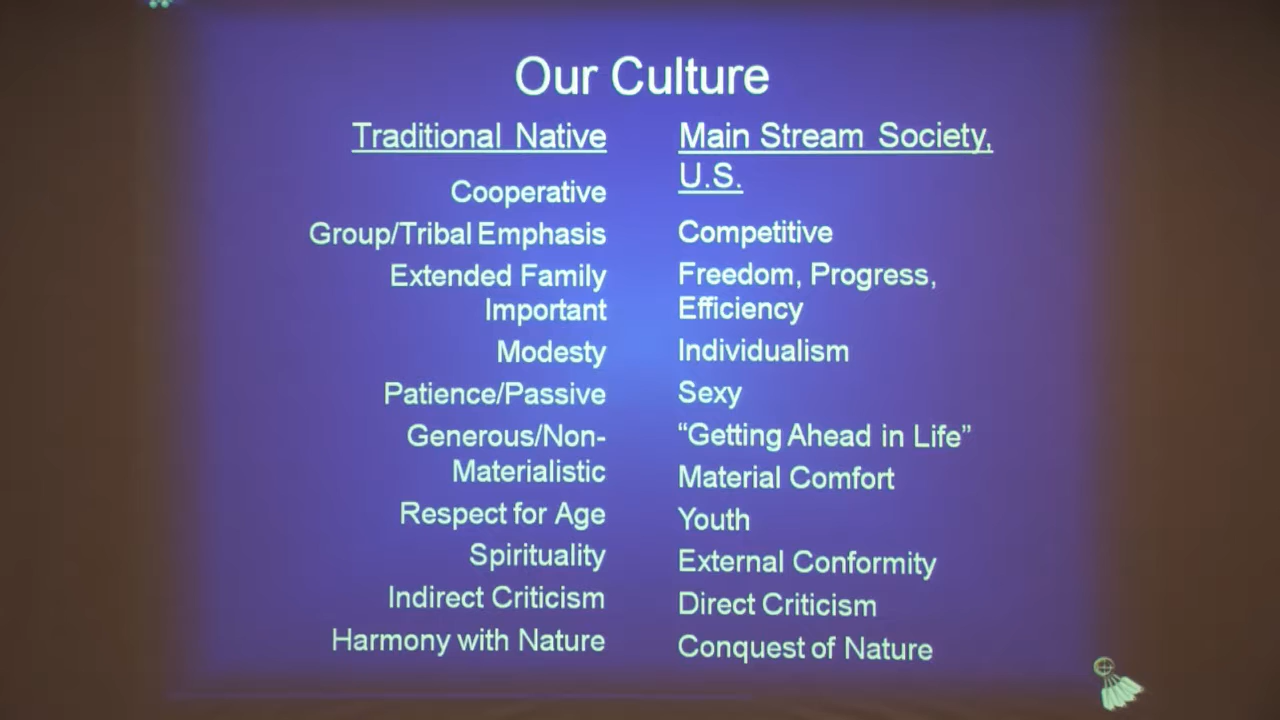 Our Culture
Traditional Native
Cooperative
Group/Tribal Emphasis
Extended Family
Important
Modesty
Patience/Passive
Generous/Non-
Materialistic
Respect for Age
Spirituality
Indirect Criticism
Harmony with Nature
Main Stream Society,
U.S.
Competitive
Freedom, Progress,
Efficiency
Individualism
Sexy
“Getting Ahead in Life”
Material Comfort
Youth
External Conformity
Direct Criticism
Conquest of Nature